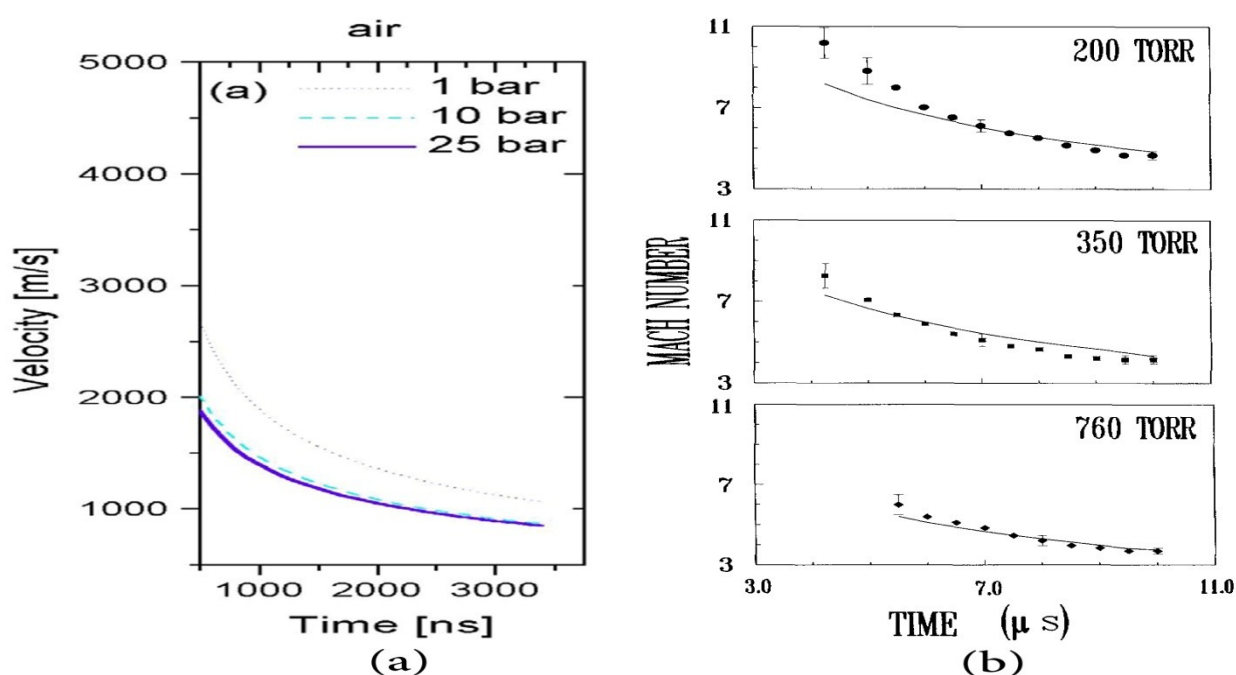 air
(a)
1 bar
10 bar
25 bar
5000
4000
3000
2000
1000
Velocity [m/s]
1000
2000
3000
Time [ns]
(a)
11
7
3
200 TORR
11
7
3
350 TORR
11
7
3
760 TORR
MACH NUMBER
3.0
7.0
11.0
TIME (μ s)
(b)